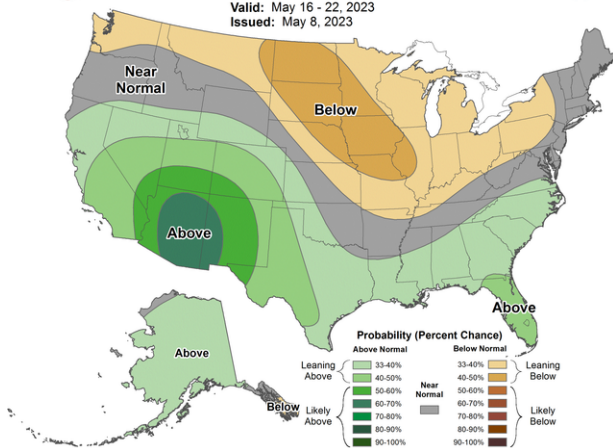 Valid: May 16 - 22, 2023
Issued: May 8, 2023
Near
Normal
Below
Above
Above
Above
Below
Probability (Percent Chance)
Above Normal
Below Normal
Leaning
Above
33-40%
40-50%
Likely
Above
50-60%
60-70%
70-80%
80-90%
90-100%
Near
Normal
33-40%
40-50%
Leaning
Below
50-60%
60-70%
70-80%
80-90%
90-100%
Likely
Below